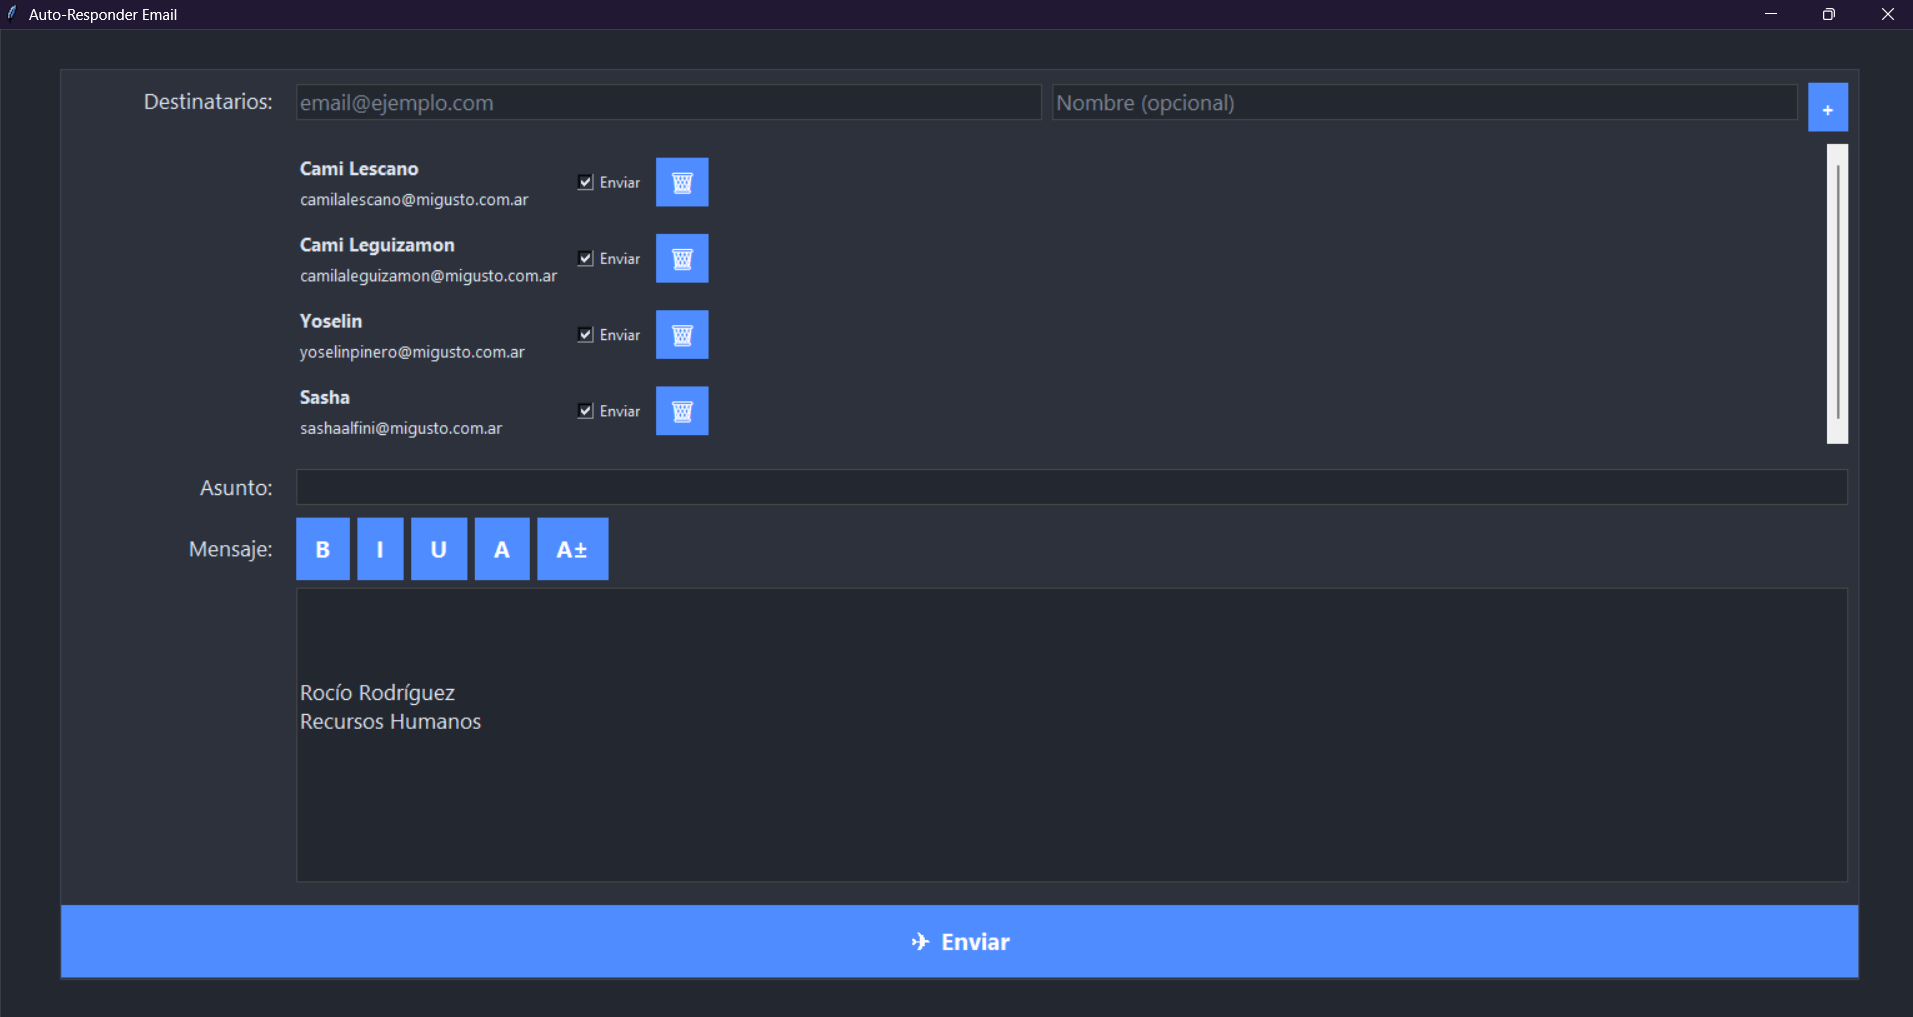 Auto-Responder Email
Destinatarios: email@ejemplo.com Nombre (opcional) +
Cami Lescano
camilalescano@migusto.com.ar
Enviar
Cami Leguizamon
camilaleguizamon@migusto.com.ar
Enviar
Yoselin
yoselinpinero@migusto.com.ar
Enviar
Sasha
sashaalfini@migusto.com.ar
Enviar
Asunto:
Mensaje: B I U A A±
Rocío Rodríguez
Recursos Humanos
✈ Enviar